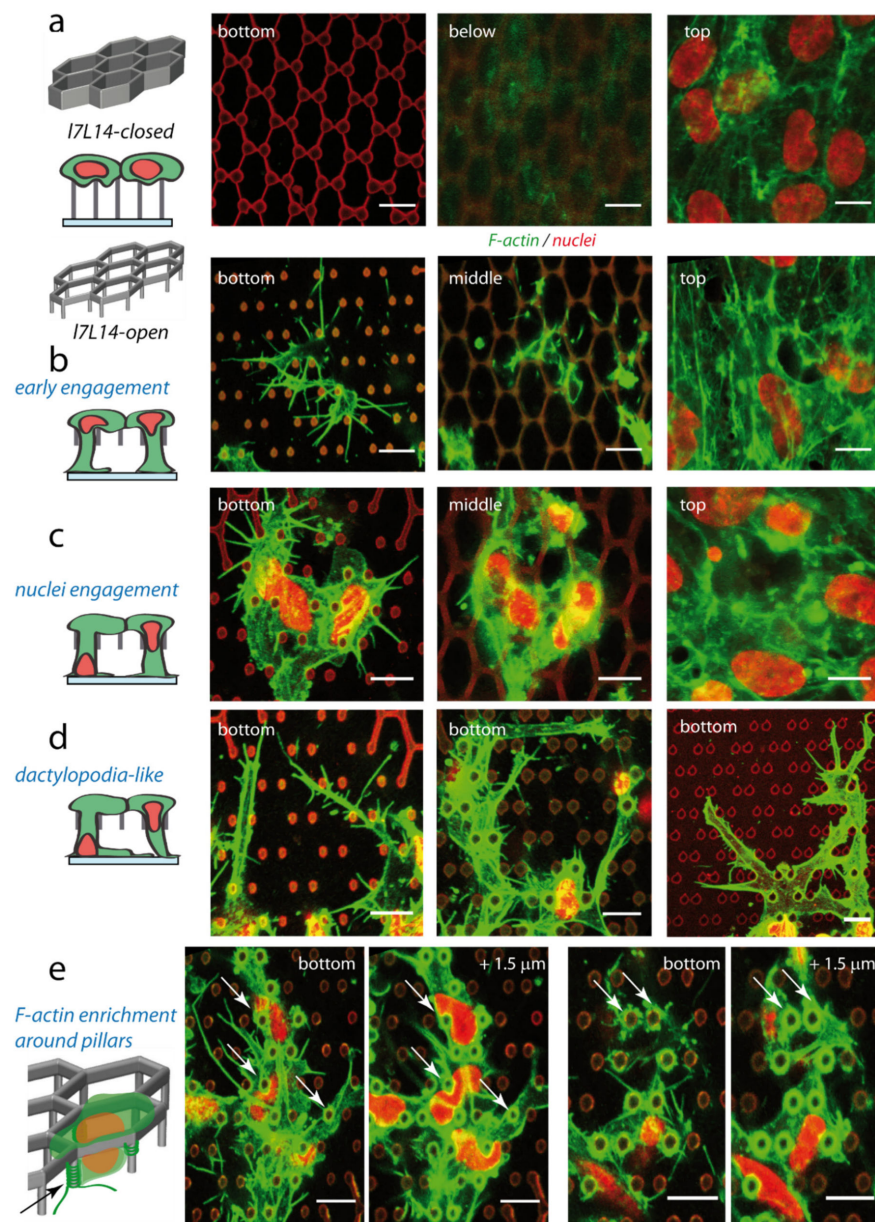 a
bottom
below
top
l7L14-closed
F-actin / nuclei
l7L14-open
bottom
middle
top
b
early engagement
c
bottom
middle
top
nuclei engagement
d
bottom
bottom
bottom
dactylopodia-like
e
bottom
+ 1.5 μm
bottom
+ 1.5 μm
F-actin enrichment
around pillars